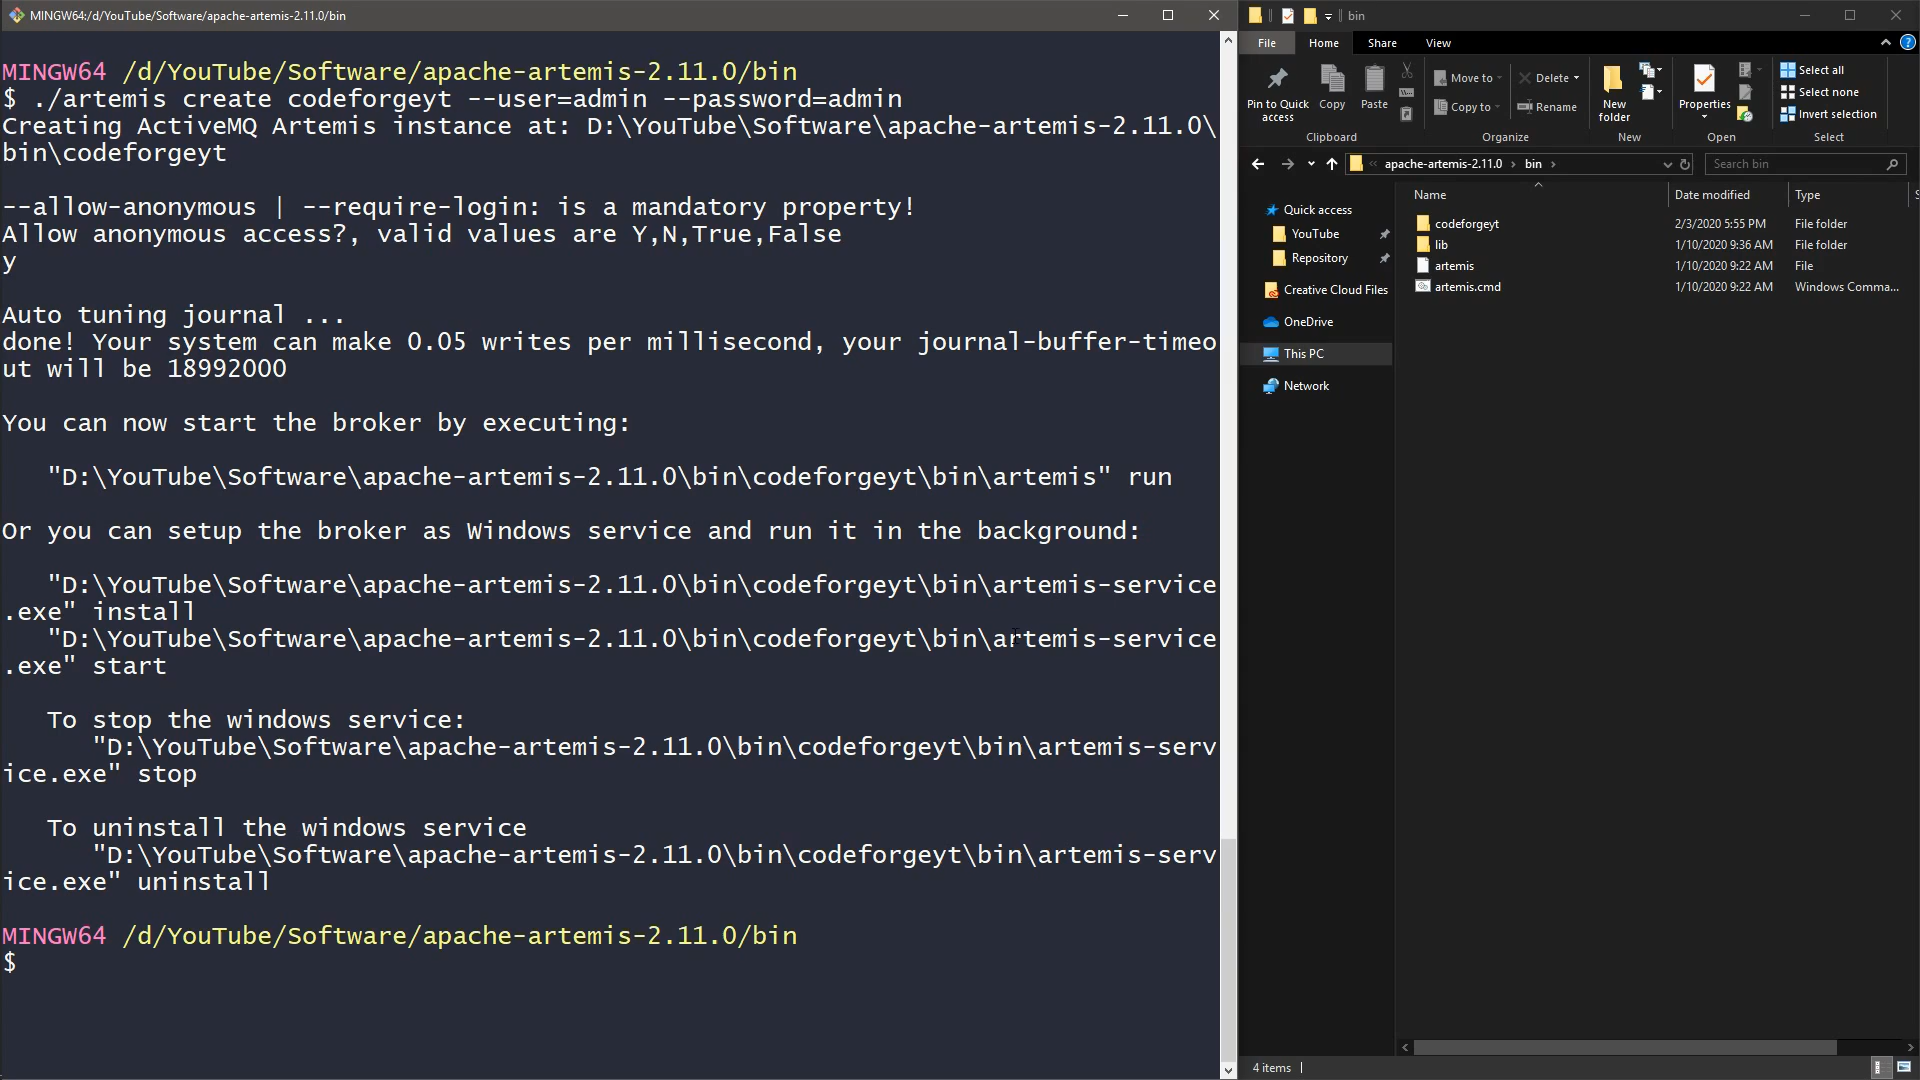 MINGW64:/d/YouTube/Software/apache-artemis-2.11.0/bin
MINGW64 /d/YouTube/Software/apache-artemis-2.11.0/bin
$ ./artemis create codeforgeyt --user=admin --password=admin
Creating ActiveMQ Artemis instance at: D:\YouTube\Software\apache-artemis-2.11.0\
bin\codeforgeyt
--allow-anonymous | --require-login: is a mandatory property!
Allow anonymous access?, valid values are Y,N,True,False
y
Auto tuning journal ...
done! Your system can make 0.05 writes per millisecond, your journal-buffer-timeo
ut will be 18992000
You can now start the broker by executing:
"D:\YouTube\Software\apache-artemis-2.11.0\bin\codeforgeyt\bin\artemis" run
Or you can setup the broker as Windows service and run it in the background:
"D:\YouTube\Software\apache-artemis-2.11.0\bin\codeforgeyt\bin\artemis-service
.exe" install
"D:\YouTube\Software\apache-artemis-2.11.0\bin\codeforgeyt\bin\artemis-service
.exe" start
To stop the windows service:
"D:\YouTube\Software\apache-artemis-2.11.0\bin\codeforgeyt\bin\artemis-serv
ice.exe" stop
To uninstall the windows service
"D:\YouTube\Software\apache-artemis-2.11.0\bin\codeforgeyt\bin\artemis-serv
ice.exe" uninstall
MINGW64 /d/YouTube/Software/apache-artemis-2.11.0/bin
$
bin
File Home Share View
Pin to Quick access
Copy
Paste
Clipboard
Move to
Copy to
Delete
Rename
Organize
New folder
New
Properties
Open
Select all
Select none
Invert selection
Select
apache-artemis-2.11.0 › bin ›
Search bin
Quick access
YouTube
Repository
Creative Cloud Files
OneDrive
This PC
Network
Name Date modified Type S
codeforgeyt 2/3/2020 5:55 PM File folder
lib 1/10/2020 9:36 AM File folder
artemis 1/10/2020 9:22 AM File
artemis.cmd 1/10/2020 9:22 AM Windows Comma...
4 items